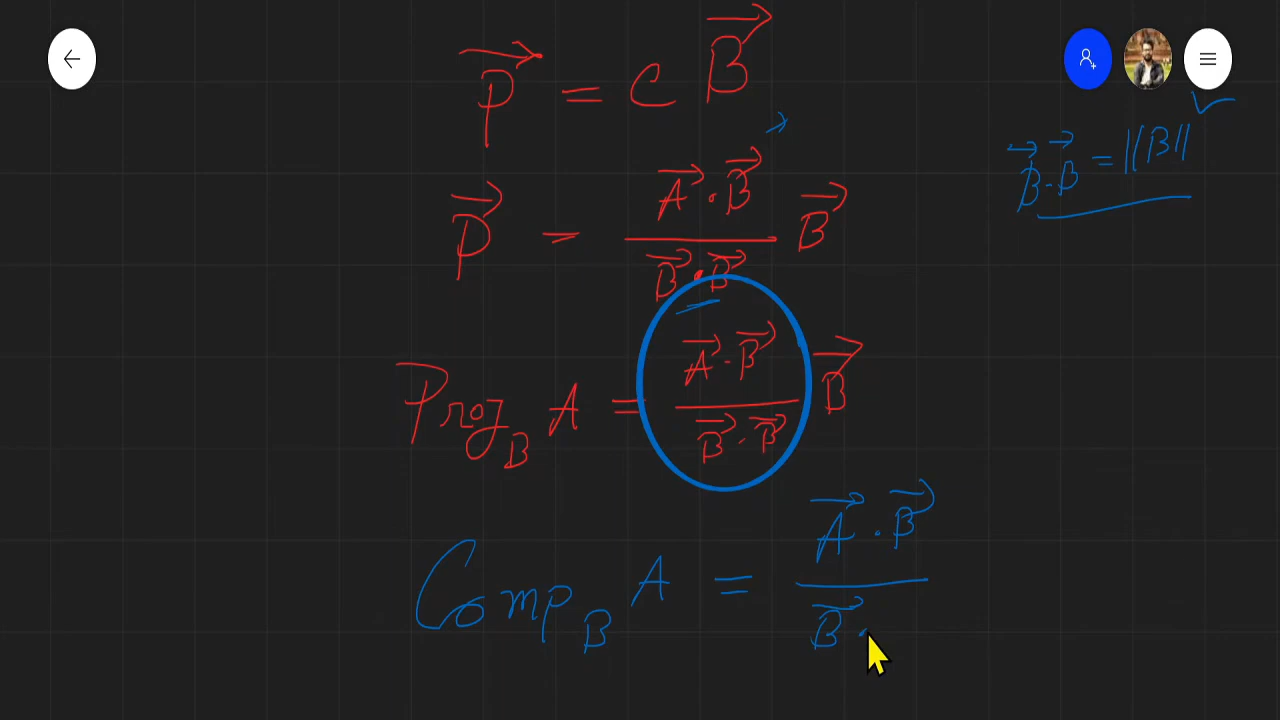 P⃗ = c B⃗
B⃗ · B⃗ = ||B||
P⃗ = (A⃗ · B⃗)/(B⃗ · B⃗) B⃗
Proj_B A = (A⃗ · B⃗)/(B⃗ · B⃗) B⃗
Comp_B A = (A⃗ · B⃗)/(B⃗ ·